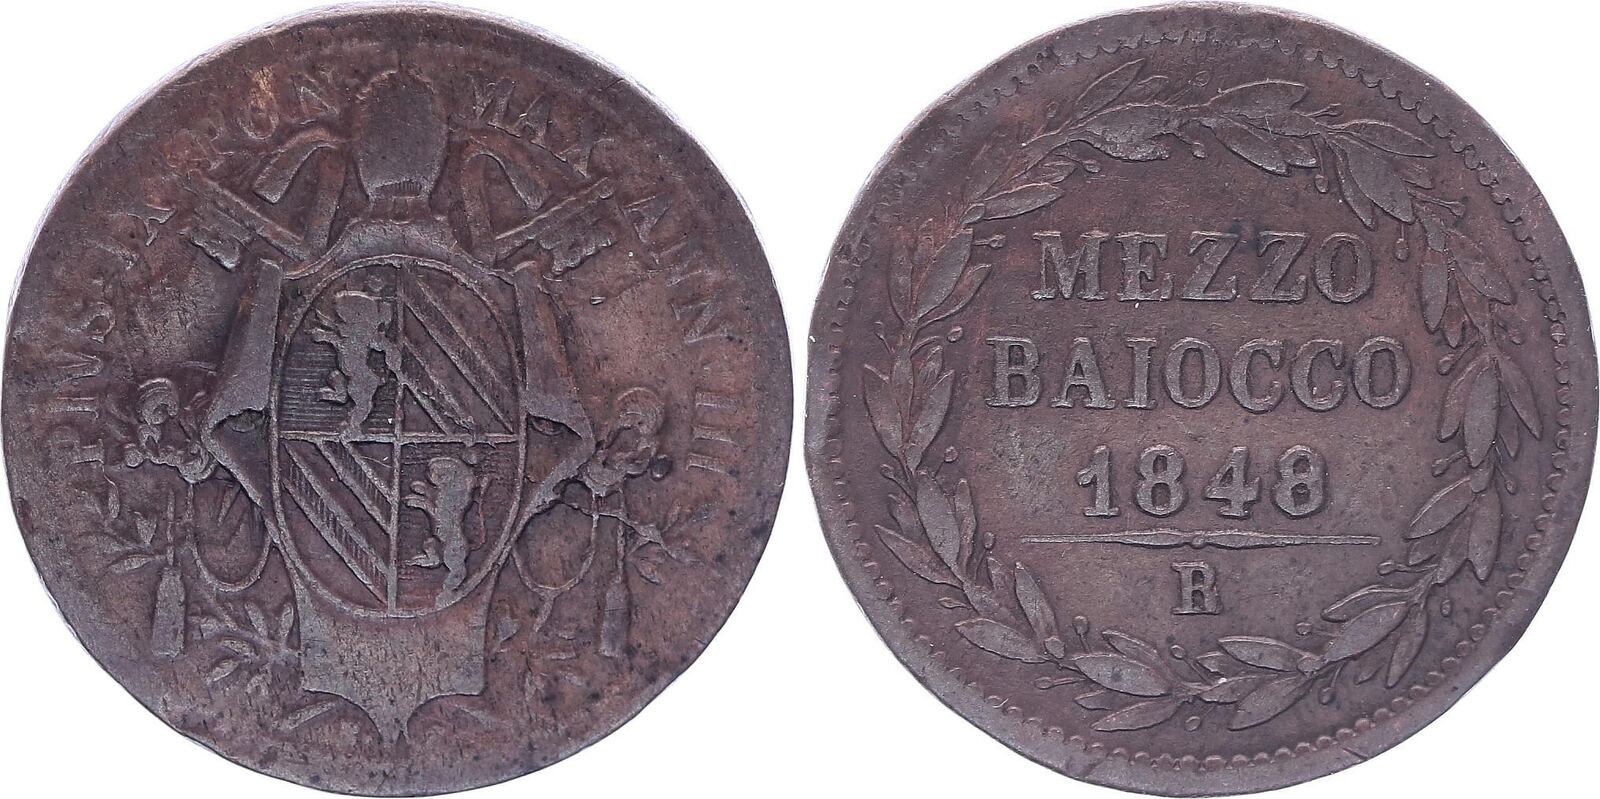 PIVS·IX·PON· MAX·ANN·III
MEZZO
BAIOCCO
1848
R